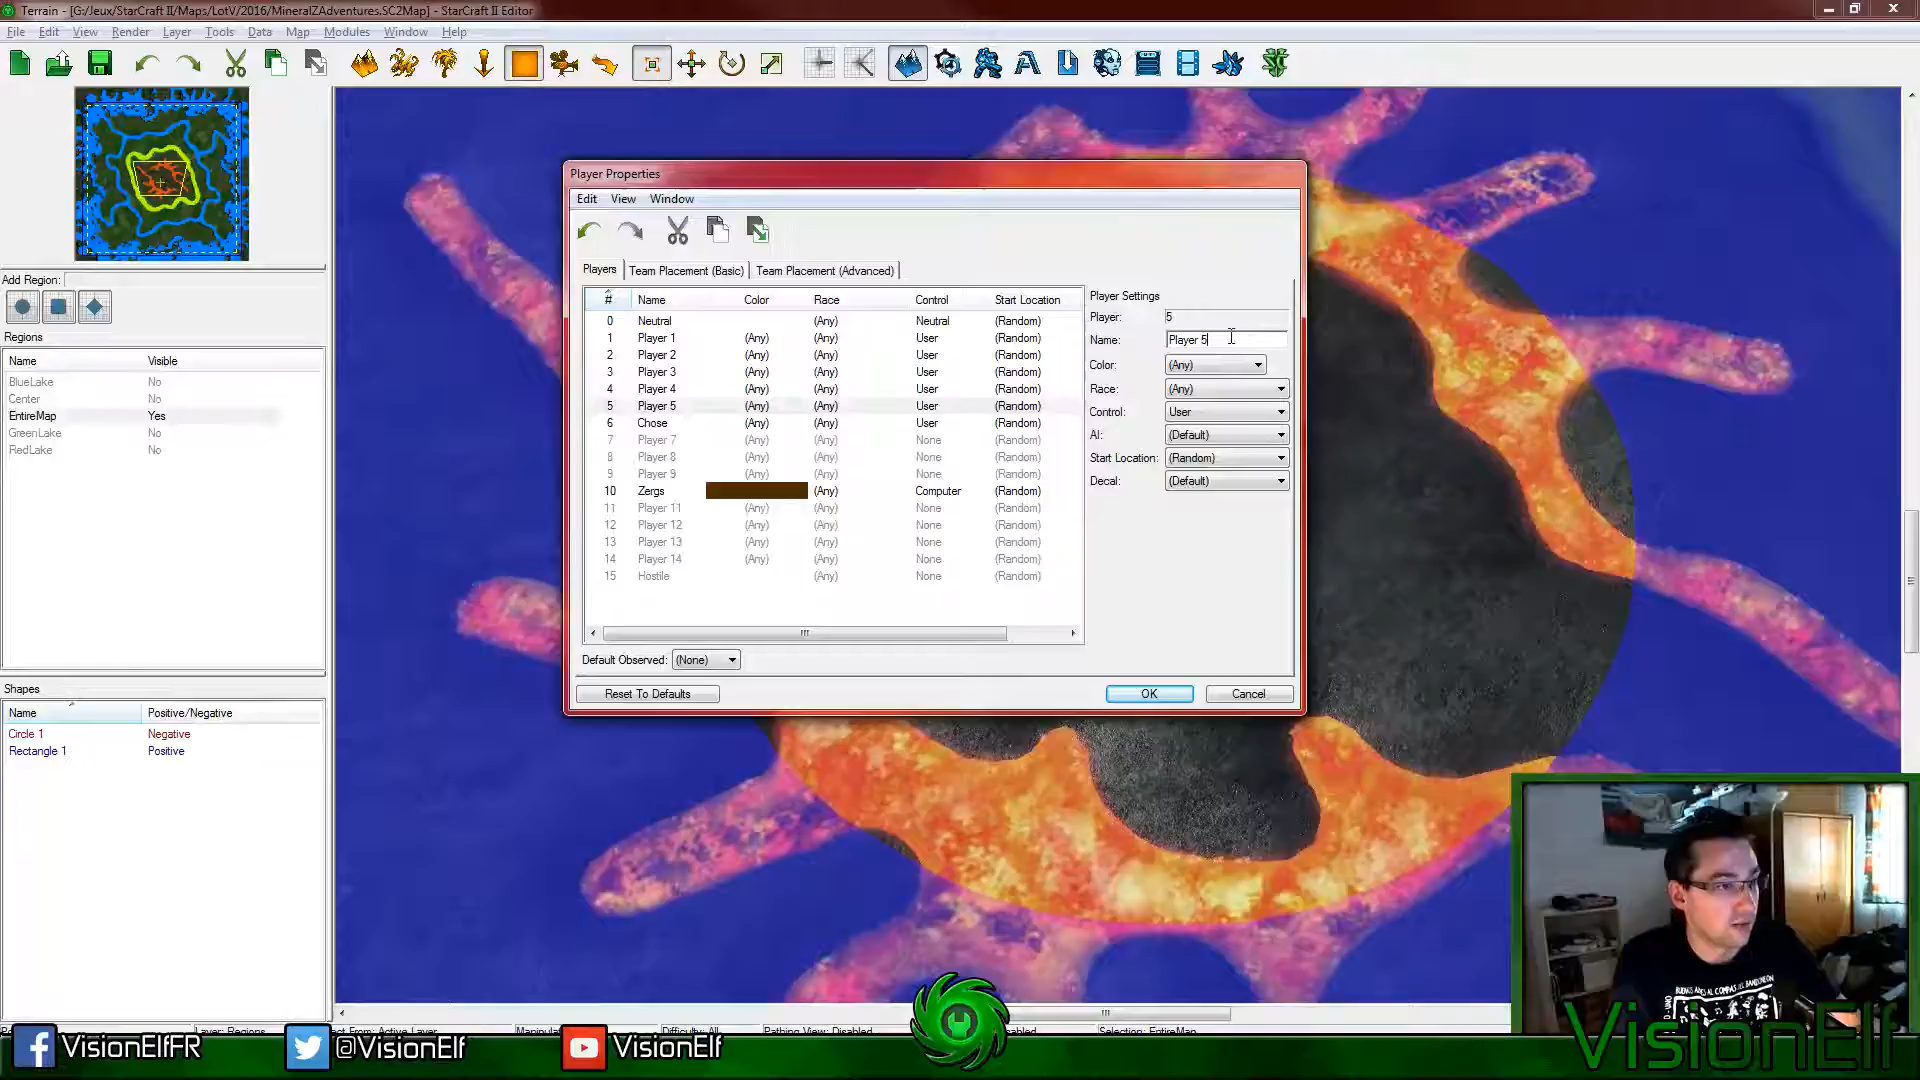 Terrain - [G:/Jeux/StarCraft II/Maps/LotV/2016/MineralZAdventures.SC2Map] - StarCraft II Editor
File Edit View Render Layer Tools Data Map Modules Window Help
Add Region:
Regions
Name Visible
BlueLake No
Center No
EntireMap Yes
GreenLake No
RedLake No
Shapes
Name Positive/Negative
Circle 1 Negative
Rectangle 1 Positive
Player Properties
Edit View Window
Players Team Placement (Basic) Team Placement (Advanced)
# Name Color Race Control Start Location
0 Neutral (Any) Neutral (Random)
1 Player 1 (Any) (Any) User (Random)
2 Player 2 (Any) (Any) User (Random)
3 Player 3 (Any) (Any) User (Random)
4 Player 4 (Any) (Any) User (Random)
5 Player 5 (Any) (Any) User (Random)
6 Chose (Any) (Any) User (Random)
7 Player 7 (Any) (Any) None (Random)
8 Player 8 (Any) (Any) None (Random)
9 Player 9 (Any) (Any) None (Random)
10 Zergs (Any) Computer (Random)
11 Player 11 (Any) (Any) None (Random)
12 Player 12 (Any) (Any) None (Random)
13 Player 13 (Any) (Any) None (Random)
14 Player 14 (Any) (Any) None (Random)
15 Hostile (Any) None (Random)
Default Observed: (None)
Reset To Defaults OK Cancel
Player Settings
Player: 5
Name: Player 5
Color: (Any)
Race: (Any)
Control: User
AI: (Default)
Start Location: (Random)
Decal: (Default)
Layer: Regions
Difficulty: All
Pathing View: Disabled
Selection: EntireMap
VisionElfFR @VisionElf VisionElf
VisionElf